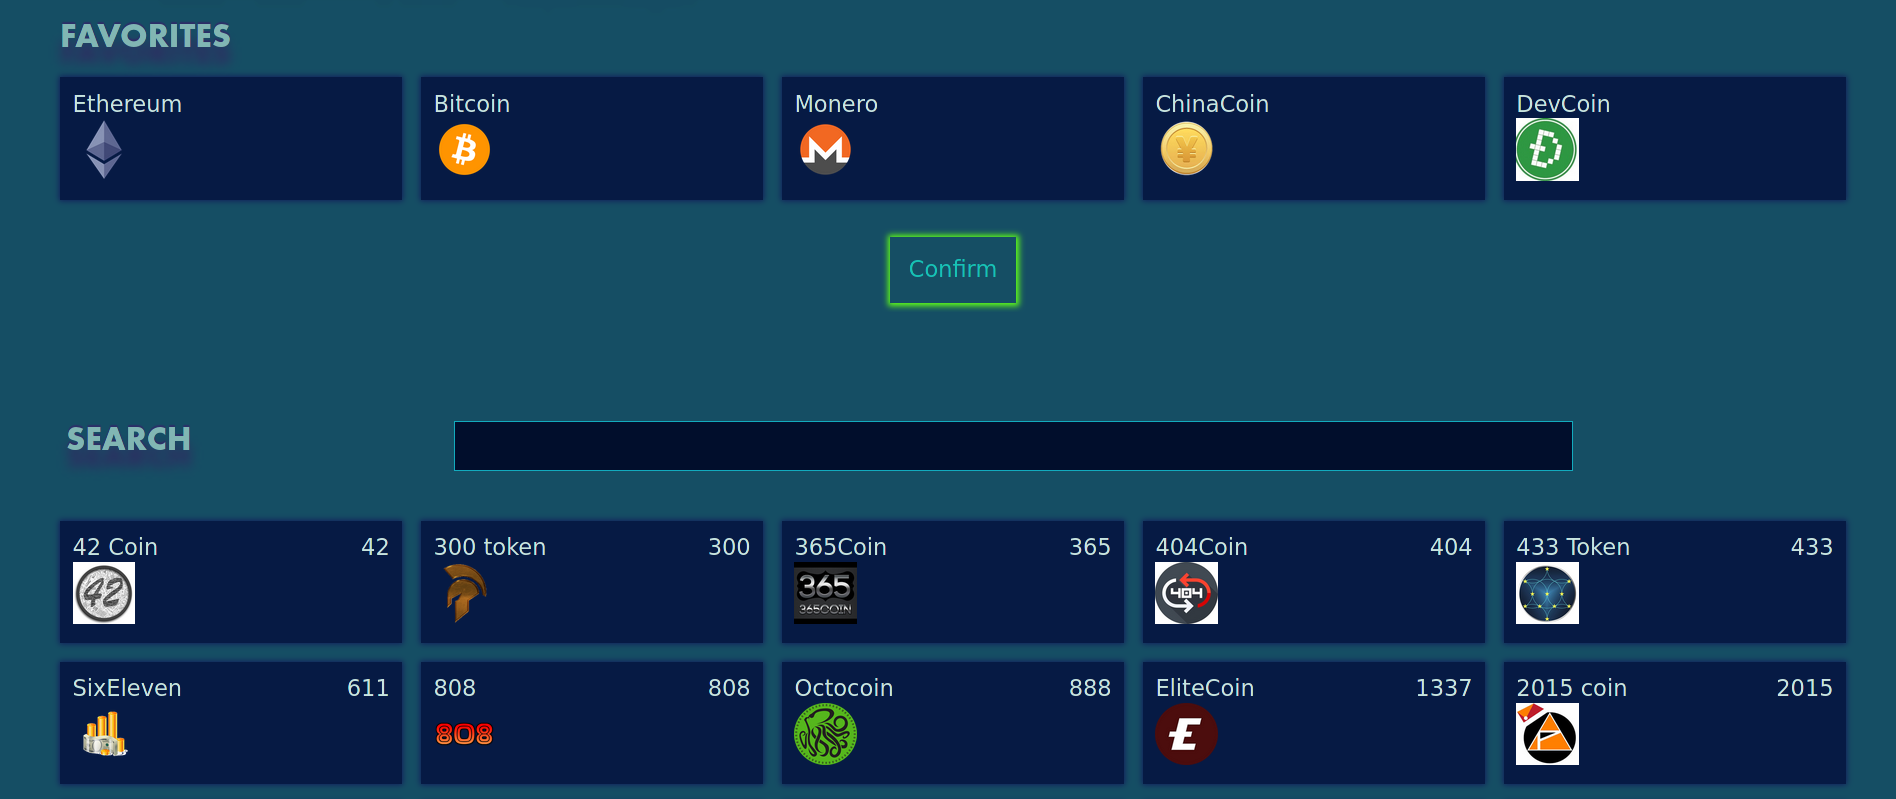 FAVORITES
Ethereum
Bitcoin
Monero
ChinaCoin
DevCoin
Confirm
SEARCH
42 Coin 42
42
300 token 300
365Coin 365
365
365COIN
404Coin 404
404
433 Token 433
SixEleven 611
808 808
808
Octocoin 888
EliteCoin 1337
2015 coin 2015